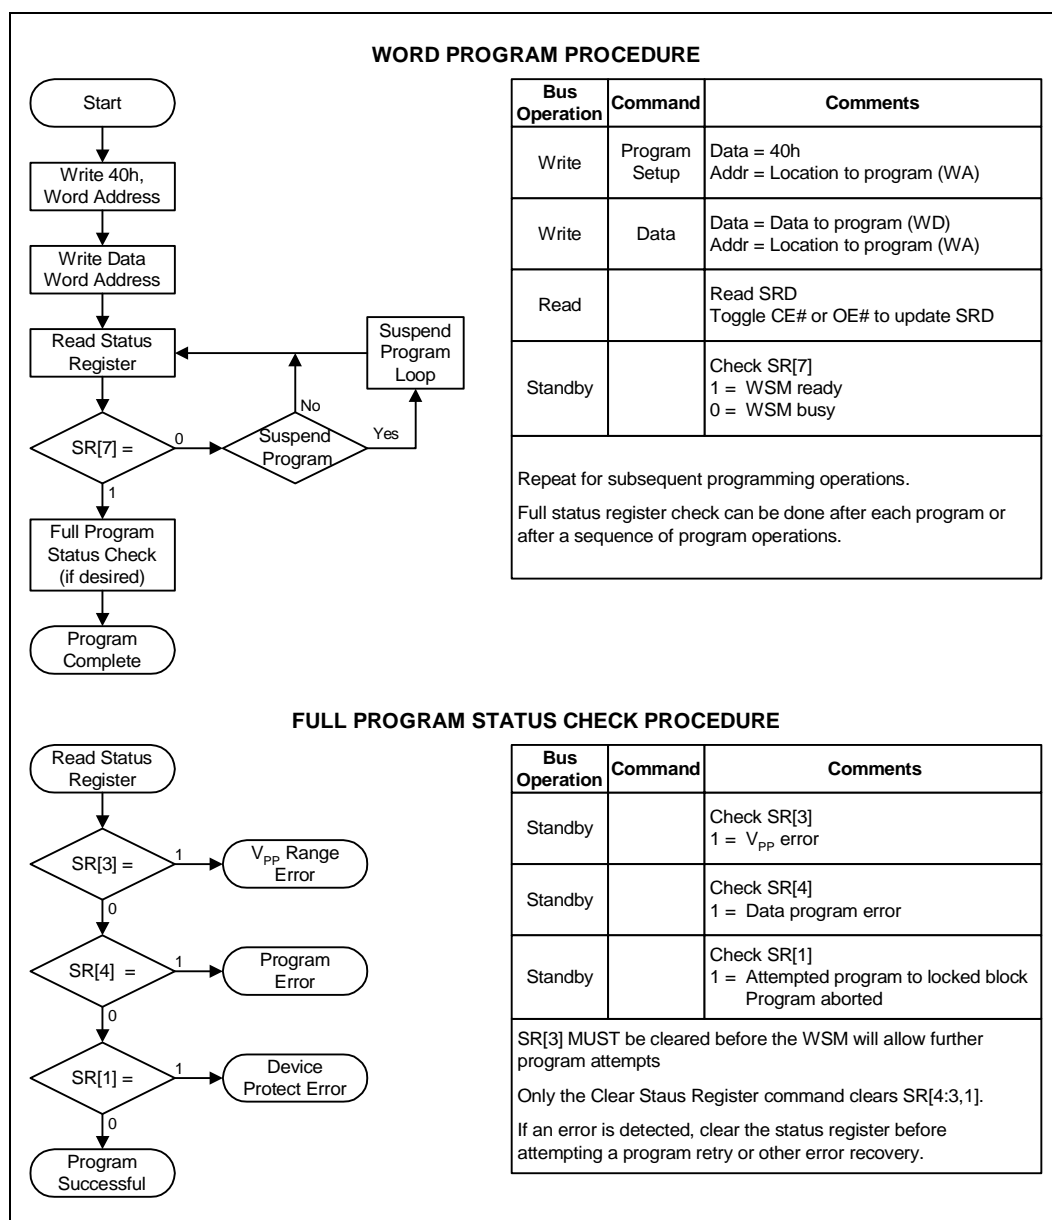 WORD PROGRAM PROCEDURE
Start
Write 40h,
Word Address
Write Data
Word Address
Read Status
Register
Suspend
Program
Loop
No
SR[7] =
0
Suspend
Program
Yes
1
Full Program
Status Check
(if desired)
Program
Complete
Bus
Operation
Command
Comments
Write
Program
Setup
Data = 40h
Addr = Location to program (WA)
Write
Data
Data = Data to program (WD)
Addr = Location to program (WA)
Read
Read SRD
Toggle CE# or OE# to update SRD
Standby
Check SR[7]
1 = WSM ready
0 = WSM busy
Repeat for subsequent programming operations.
Full status register check can be done after each program or
after a sequence of program operations.
FULL PROGRAM STATUS CHECK PROCEDURE
Read Status
Register
SR[3] =
1
VPP Range
Error
0
SR[4] =
1
Program
Error
0
SR[1] =
1
Device
Protect Error
0
Program
Successful
Bus
Operation
Command
Comments
Standby
Check SR[3]
1 = VPP error
Standby
Check SR[4]
1 = Data program error
Standby
Check SR[1]
1 = Attempted program to locked block
Program aborted
SR[3] MUST be cleared before the WSM will allow further
program attempts
Only the Clear Staus Register command clears SR[4:3,1].
If an error is detected, clear the status register before
attempting a program retry or other error recovery.